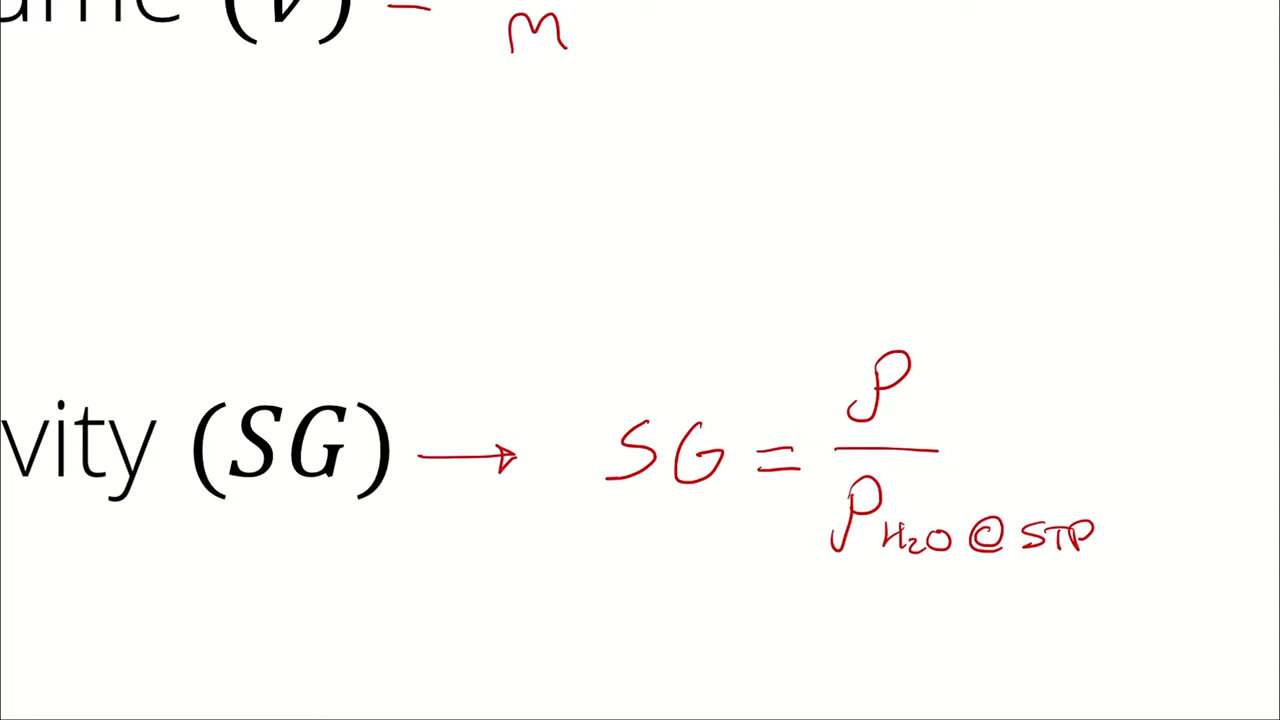 ume (v) =
m
vity (SG) → SG = ρ / ρH₂O @ STP